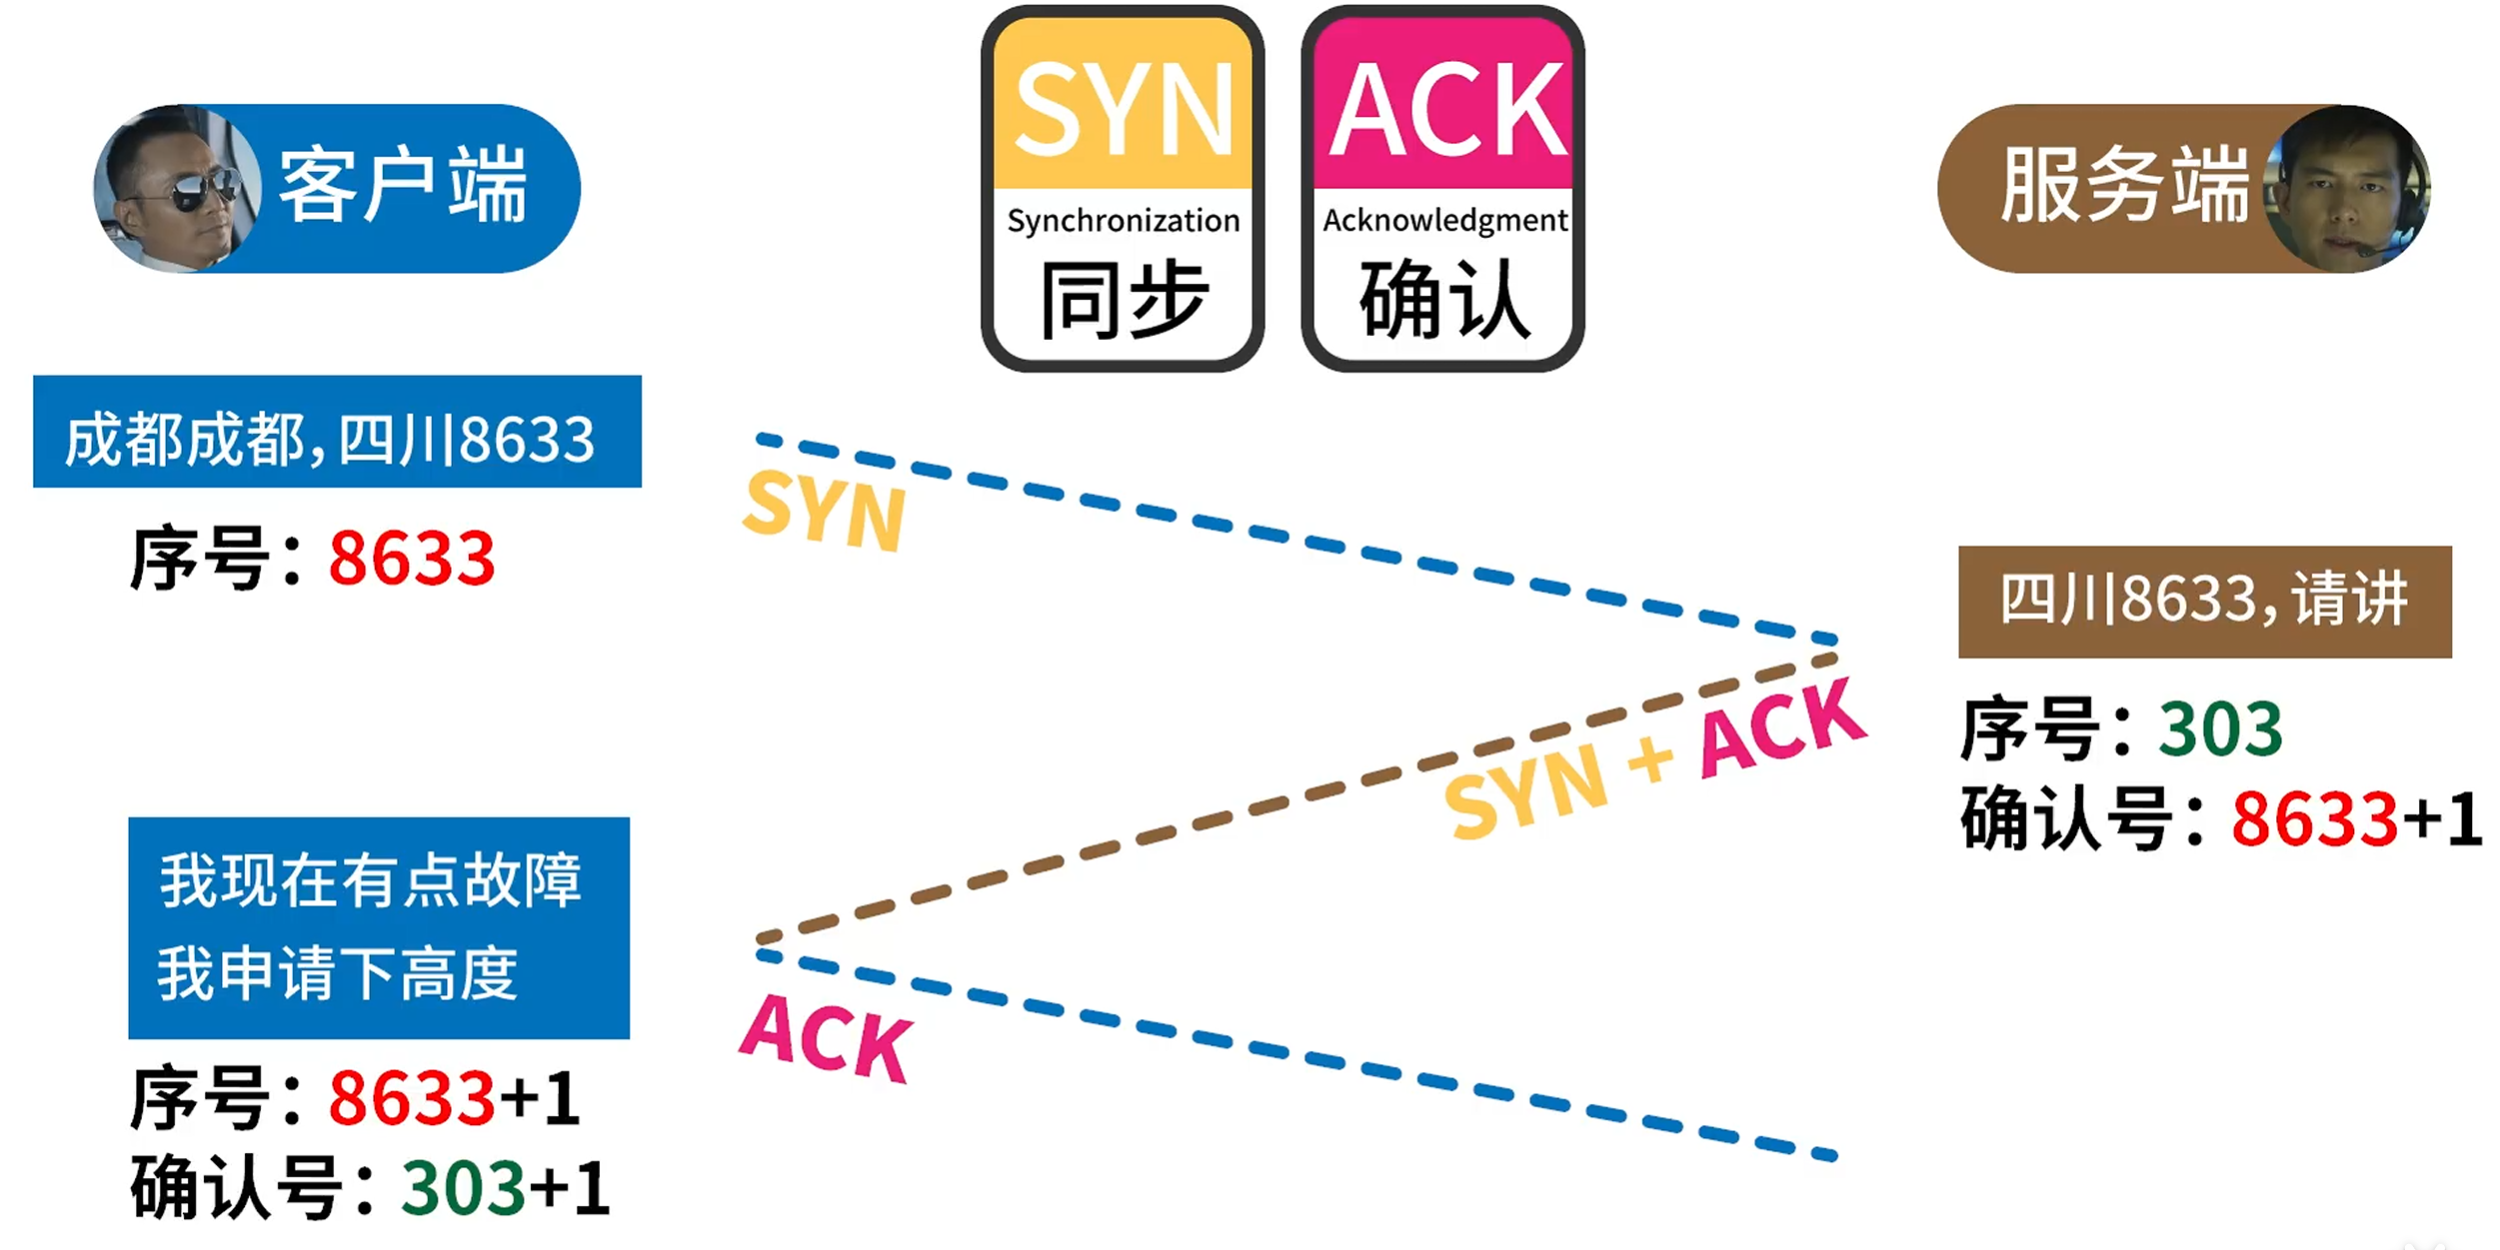 SYN
Synchronization
同步
ACK
Acknowledgment
确认
客户端
服务端
成都成都，四川8633
序号：8633
SYN
四川8633，请讲
序号：303
确认号：8633+1
SYN + ACK
我现在有点故障
我申请下高度
序号：8633+1
确认号：303+1
ACK